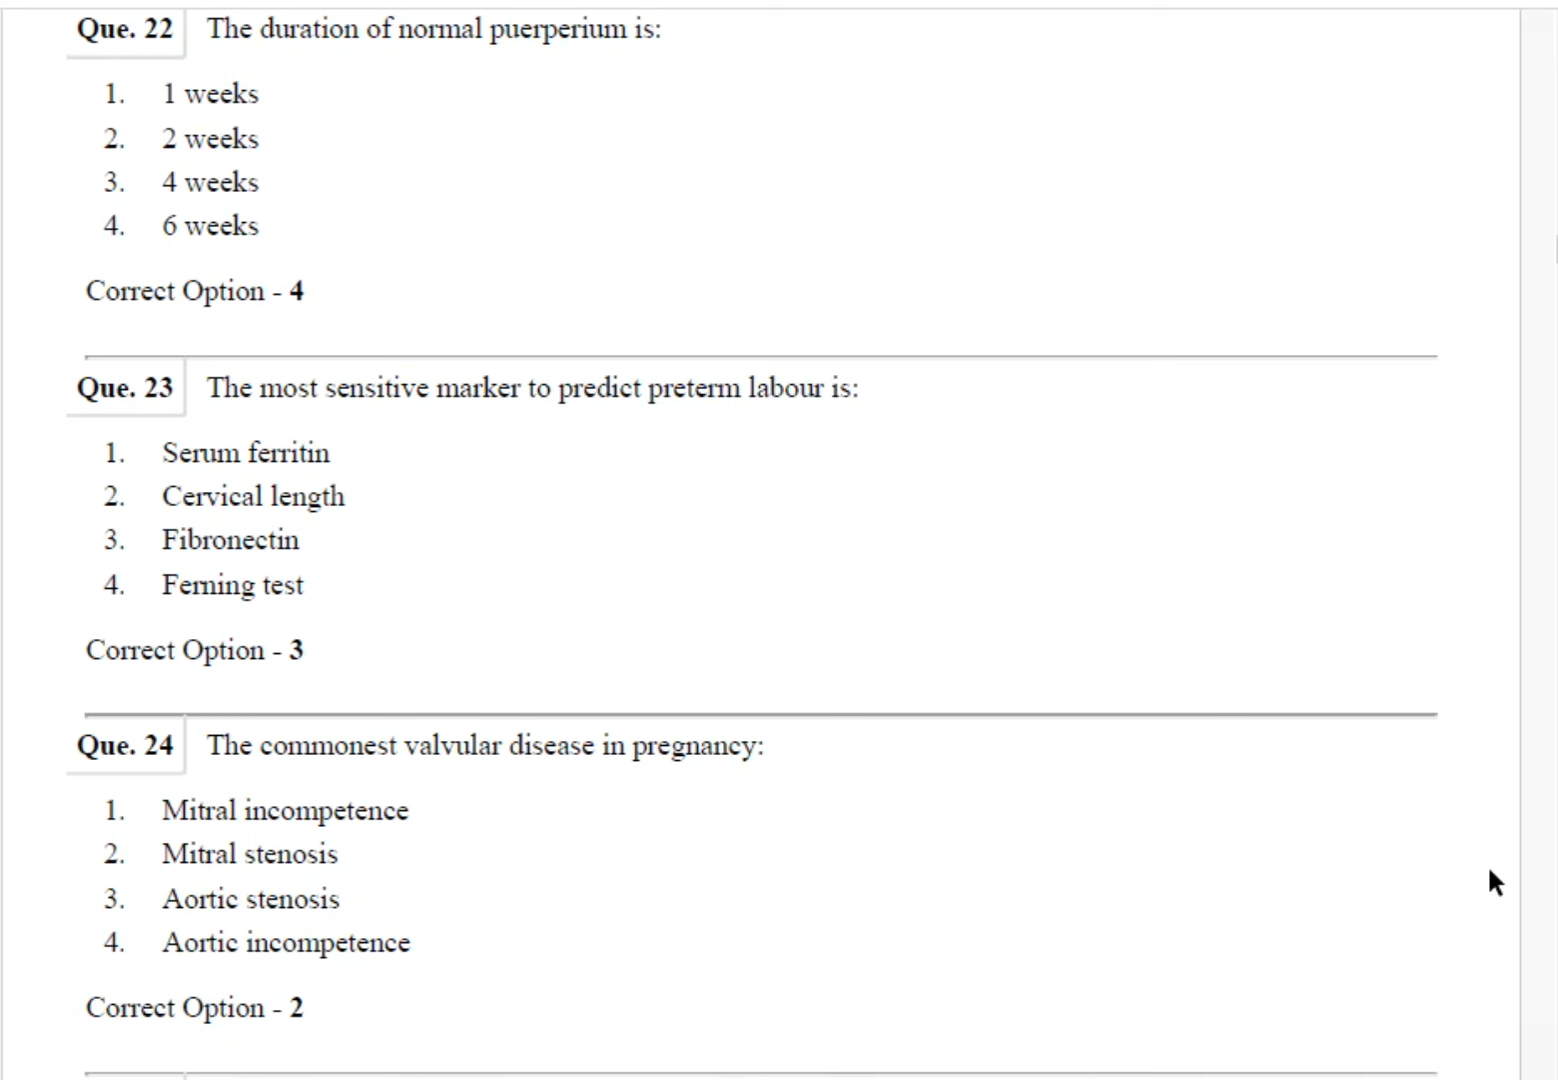 Que. 22 The duration of normal puerperium is:
1. 1 weeks
2. 2 weeks
3. 4 weeks
4. 6 weeks
Correct Option - 4
Que. 23 The most sensitive marker to predict preterm labour is:
1. Serum ferritin
2. Cervical length
3. Fibronectin
4. Ferning test
Correct Option - 3
Que. 24 The commonest valvular disease in pregnancy:
1. Mitral incompetence
2. Mitral stenosis
3. Aortic stenosis
4. Aortic incompetence
Correct Option - 2